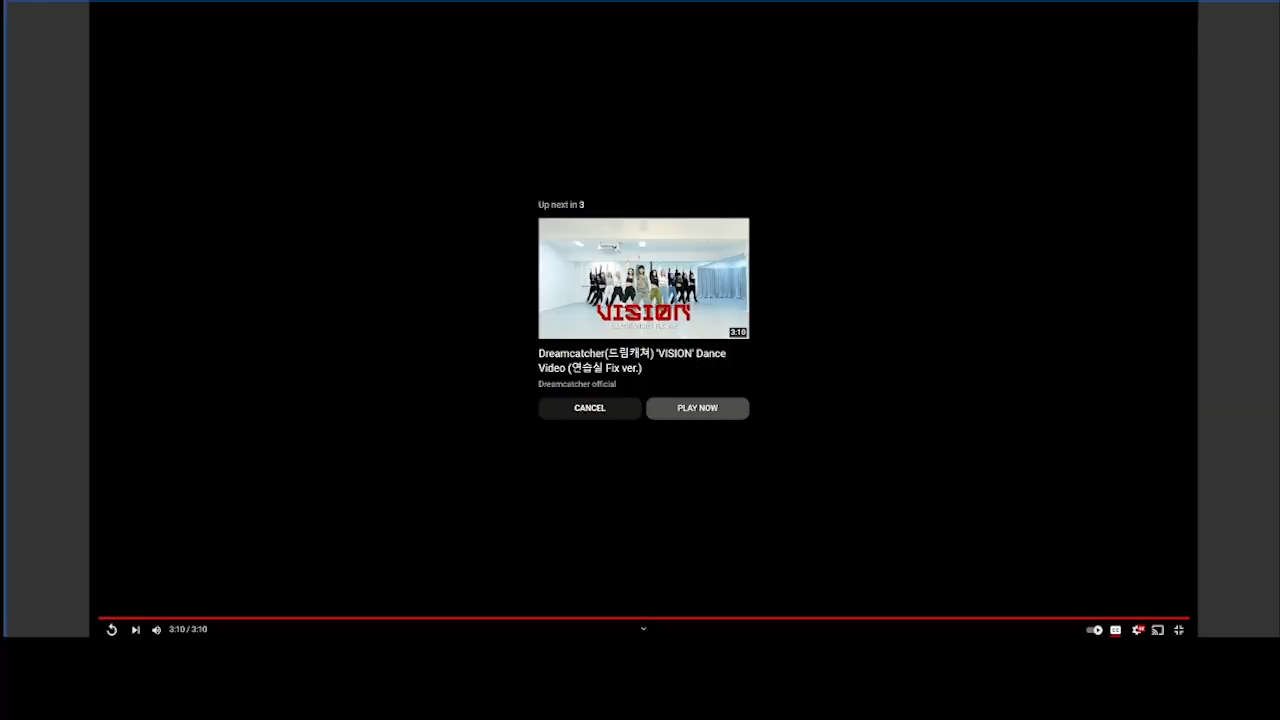 Up next in 3
VISION
3:10
Dreamcatcher(드림캐쳐) 'VISION' Dance
Video (연습실 Fix ver.)
Dreamcatcher official
CANCEL
PLAY NOW
3:10 / 3:10
CC